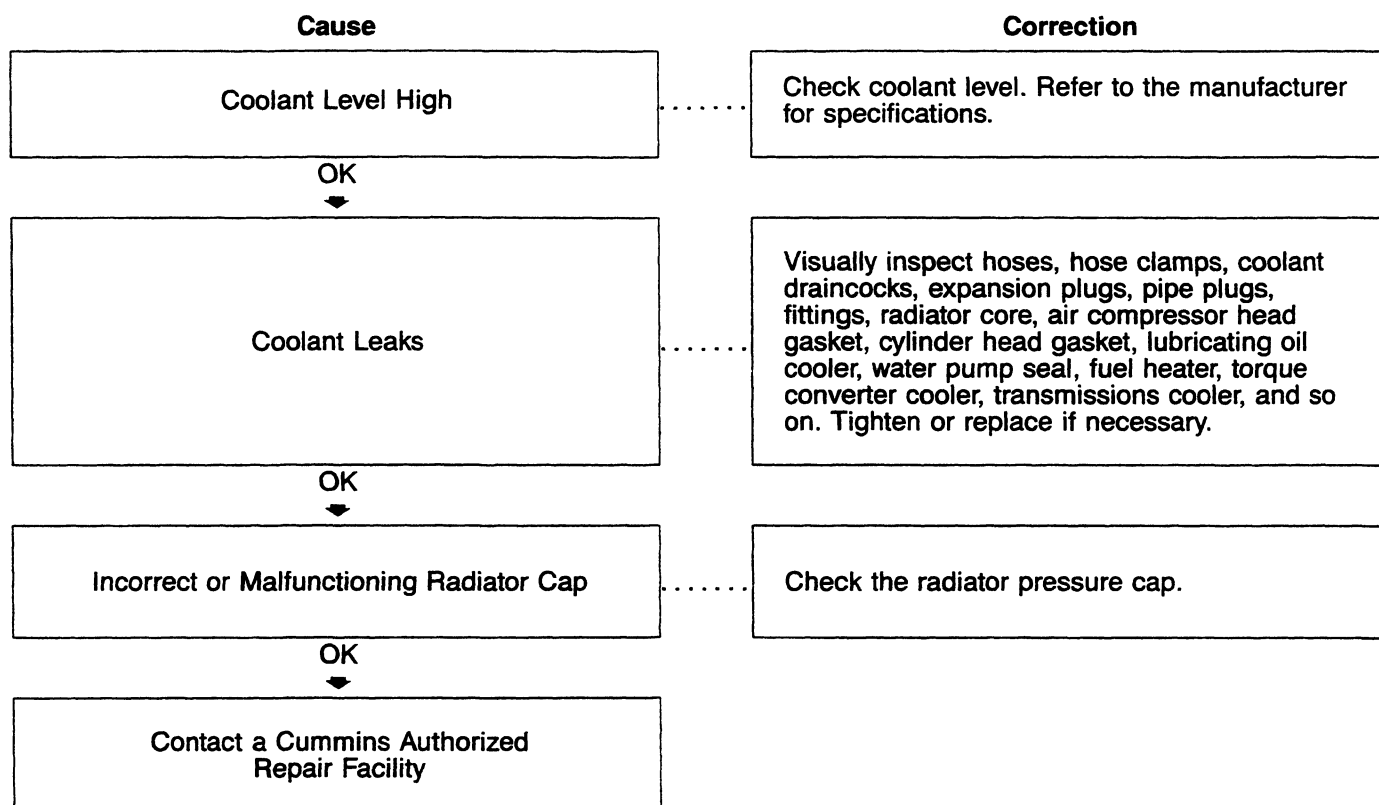 Cause
Correction
Coolant Level High
Check coolant level. Refer to the manufacturer
for specifications.
OK
Coolant Leaks
Visually inspect hoses, hose clamps, coolant
draincocks, expansion plugs, pipe plugs,
fittings, radiator core, air compressor head
gasket, cylinder head gasket, lubricating oil
cooler, water pump seal, fuel heater, torque
converter cooler, transmissions cooler, and so
on. Tighten or replace if necessary.
OK
Incorrect or Malfunctioning Radiator Cap
Check the radiator pressure cap.
OK
Contact a Cummins Authorized
Repair Facility